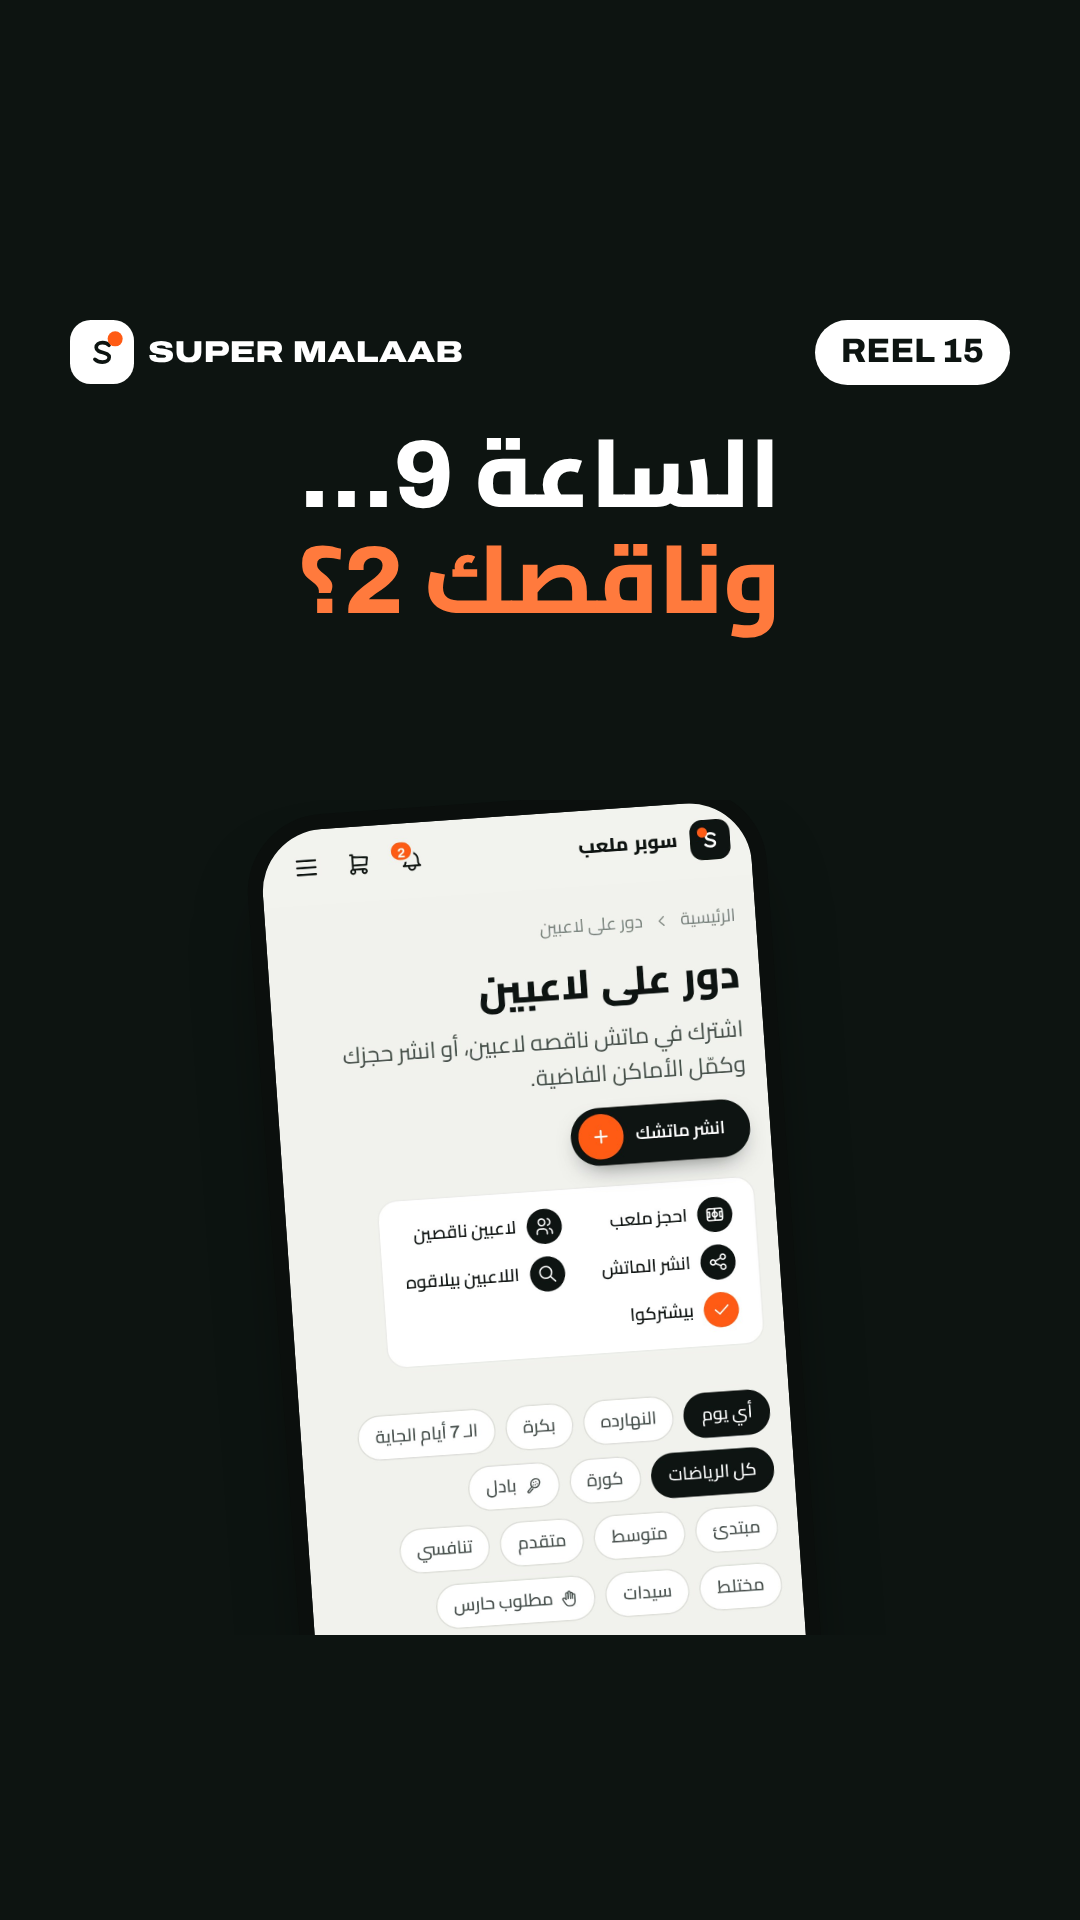 SUPER MALAAB
REEL 15
الساعة 9...
وناقصك 2؟
سوبر ملعب
2
الرئيسية > دور على لاعبين
دور على لاعبين
اشترك في ماتش ناقصه لاعبين، أو انشر حجزك
وكمّل الأماكن الفاضية.
انشر ماتشك +
احجز ملعب
لاعبين ناقصين
انشر الماتش
اللاعبين بيلاقوه
بيشتركوا
أي يوم
النهارده
بكرة
الـ 7 أيام الجاية
كل الرياضات
كورة
بادل
مبتدئ
متوسط
متقدم
تنافسي
مختلط
سيدات
مطلوب حارس